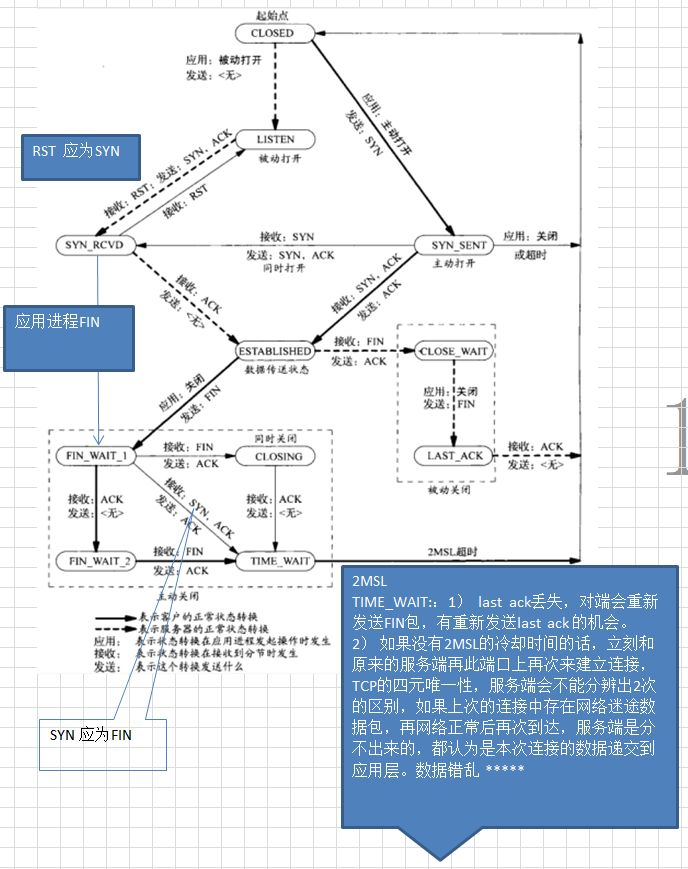 起始点
CLOSED
应用：被动打开
发送：<无>
应用：主动打开
发送：SYN
RST 应为SYN
LISTEN
被动打开
接收：RST；发送：SYN，ACK
接收：RST
SYN_RCVD
接收：SYN
发送：SYN，ACK
同时打开
SYN_SENT
主动打开
应用：关闭
或超时
接收：ACK
发送：<无>
接收：SYN，ACK
发送：ACK
应用进程FIN
ESTABLISHED
数据传送状态
接收：FIN
发送：ACK
CLOSE_WAIT
应用：关闭
发送：FIN
应用：关闭
发送：FIN
LAST_ACK
接收：ACK
发送：<无>
被动关闭
FIN_WAIT_1
接收：FIN
发送：ACK
同时关闭
CLOSING
接收：ACK
发送：<无>
接收：SYN，ACK
发送：ACK
接收：ACK
发送：<无>
FIN_WAIT_2
接收：FIN
发送：ACK
TIME_WAIT
2MSL超时
主动关闭
表示客户的正常状态转换
表示服务器的正常状态转换
应用： 表示状态转换在应用进程发起操作时发生
接收： 表示状态转换在接收到分节时发生
发送： 表示这个转换发送什么
SYN 应为FIN
2MSL
TIME_WAIT:：1） last ack丢失，对端会重新
发送FIN包，有重新发送last ack的机会。
2） 如果没有2MSL的冷却时间的话，立刻和
原来的服务端再此端口上再次来建立连接，
TCP的四元唯一性，服务端会不能分辨出2次
的区别，如果上次的连接中存在网络迷途数
据包，再网络正常后再次到达，服务端是分
不出来的，都认为是本次连接的数据递交到
应用层。数据错乱 *****